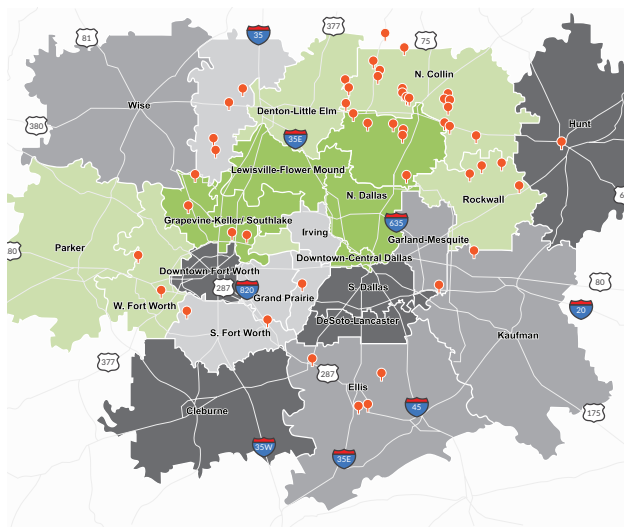 377
81
35
75
N. Collin
Wise
Denton-Little Elm
Hunt
380
35E
Lewisville-Flower Mound
N. Dallas
Rockwall
Grapevine-Keller/ Southlake
635
Irving
Garland-Mesquite
Parker
80
Downtown-Central Dallas
Downtown-Fort-Worth
287
820
S. Dallas
80
Grand Prairie
W. Fort Worth
20
DeSoto-Lancaster
S. Fort Worth
Kaufman
377
287
Ellis
45
Cleburne
175
35W
35E